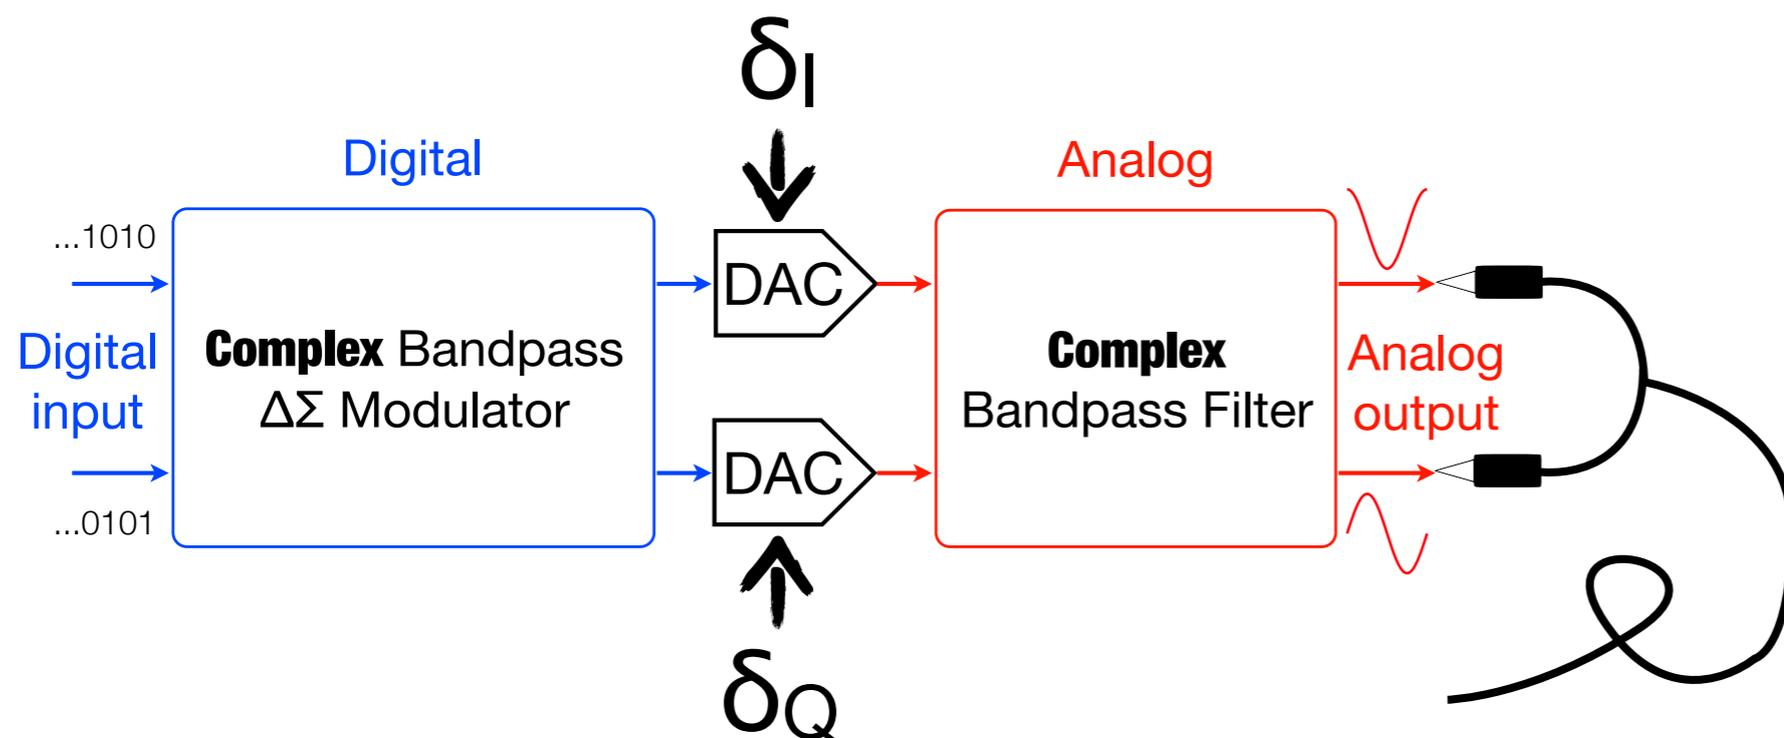 δI
Digital
Analog
...1010
DAC
Digital
input
Complex Bandpass
ΔΣ Modulator
Complex
Bandpass Filter
Analog
output
DAC
...0101
δQ